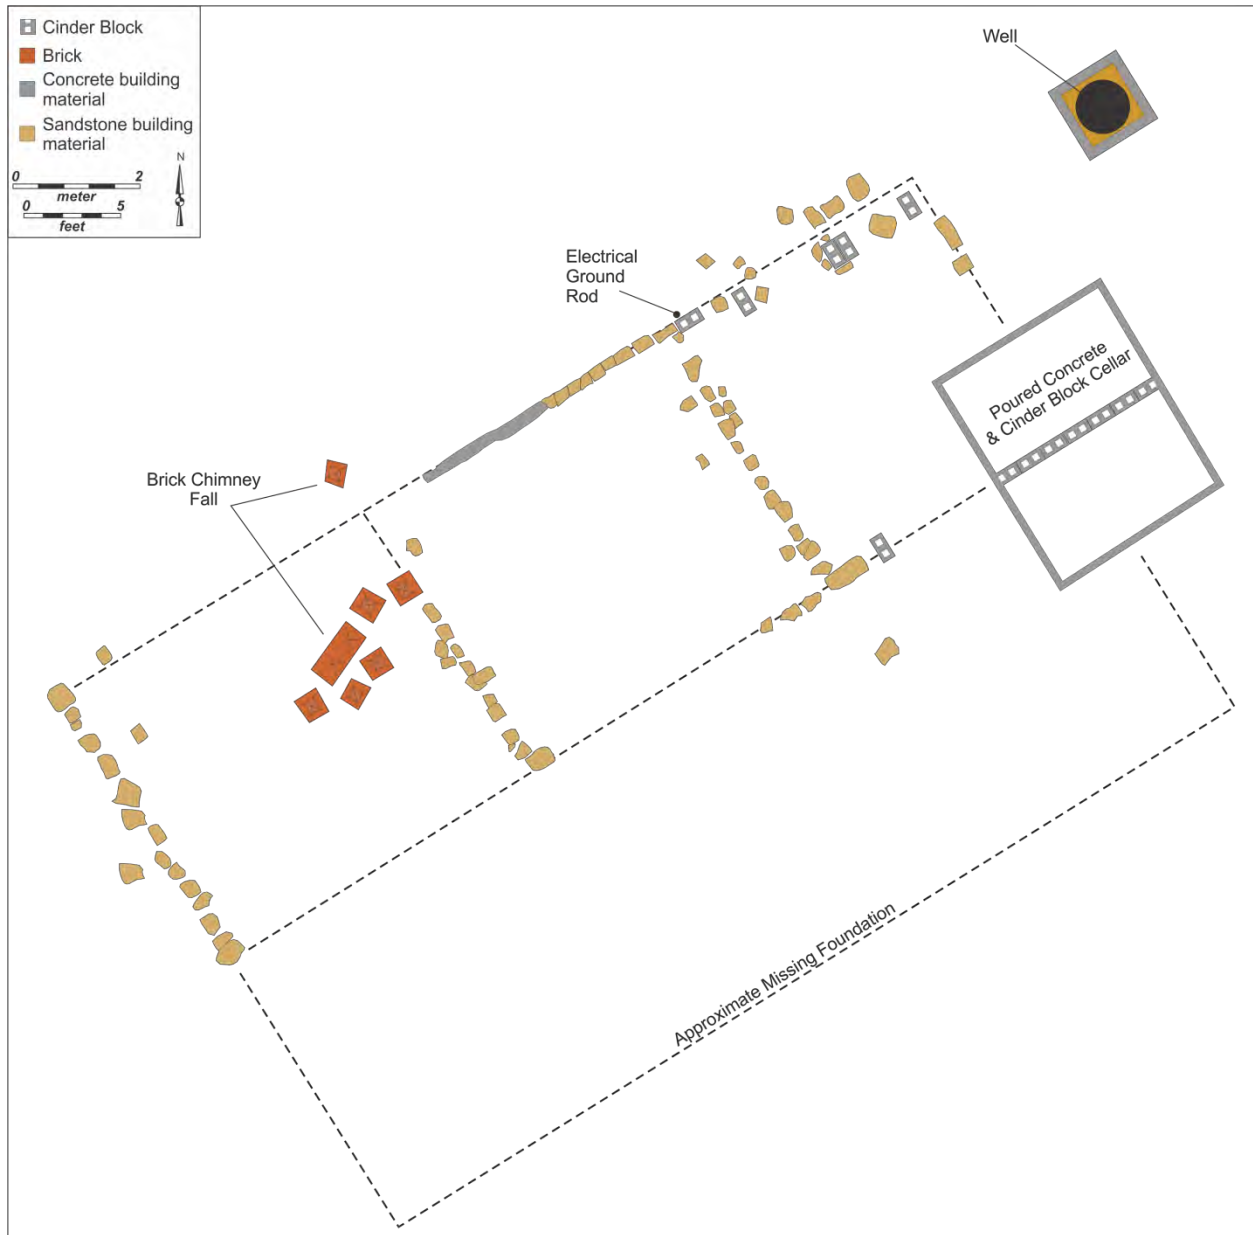 Cinder Block
Brick
Concrete building
material
Sandstone building
material
N
0 2
meter
0 5
feet
Well
Electrical
Ground
Rod
Poured Concrete
& Cinder Block Cellar
Brick Chimney
Fall
Approximate Missing Foundation